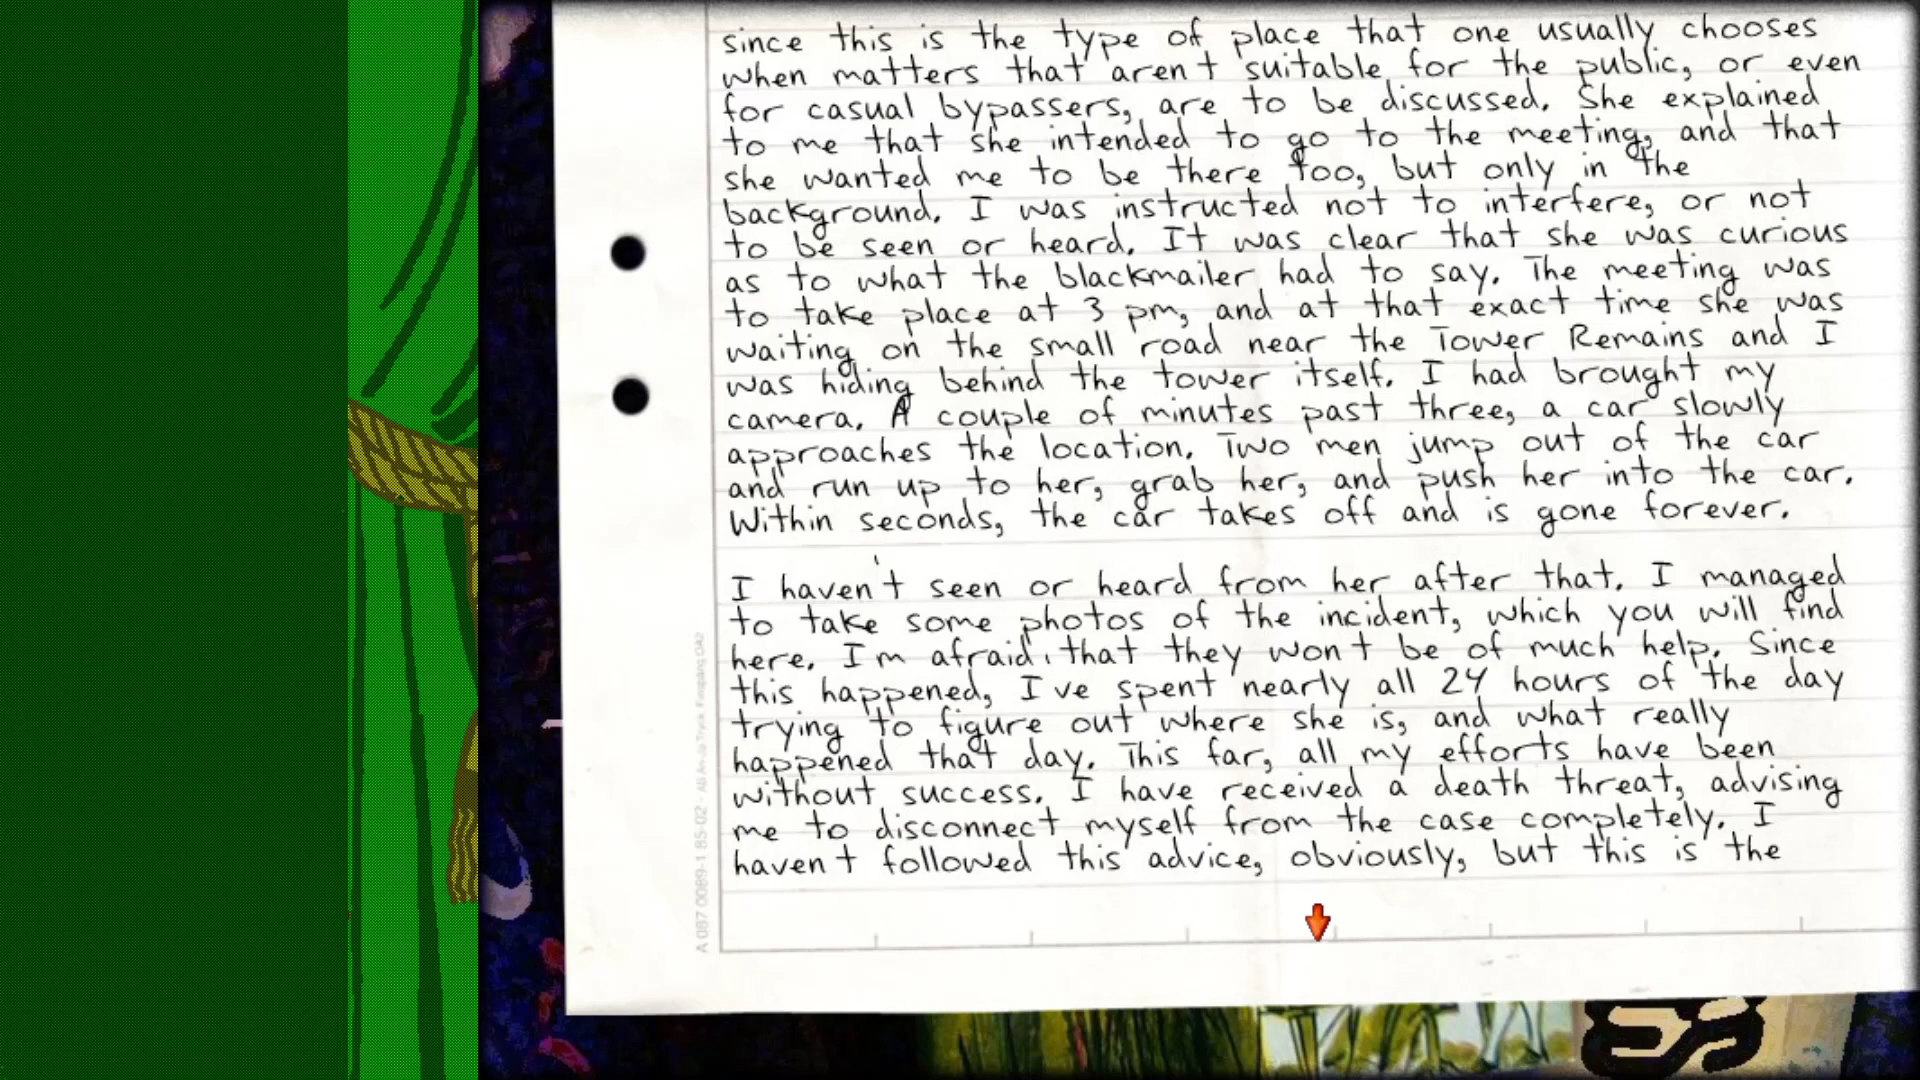 since this is the type of place that one usually chooses
when matters that aren't suitable for the public, or even
for casual bypassers, are to be discussed. She explained
to me that she intended to go to the meeting, and that
she wanted me to be there too, but only in the
background. I was instructed not to interfere, or not
to be seen or heard. It was clear that she was curious
as to what the blackmailer had to say. The meeting was
to take place at 3 pm, and at that exact time she was
waiting on the small road near the Tower Remains and I
was hiding behind the tower itself. I had brought my
camera. A couple of minutes past three, a car slowly
approaches the location. Two men jump out of the car
and run up to her, grab her, and push her into the car.
Within seconds, the car takes off and is gone forever.
I haven't seen or heard from her after that. I managed
to take some photos of the incident, which you will find
here. I'm afraid that they won't be of much help. Since
this happened, I've spent nearly all 24 hours of the day
trying to figure out where she is, and what really
happened that day. This far, all my efforts have been
without success. I have received a death threat, advising
me to disconnect myself from the case completely. I
haven't followed this advice, obviously, but this is the
A 087 0089-1 85-02 -